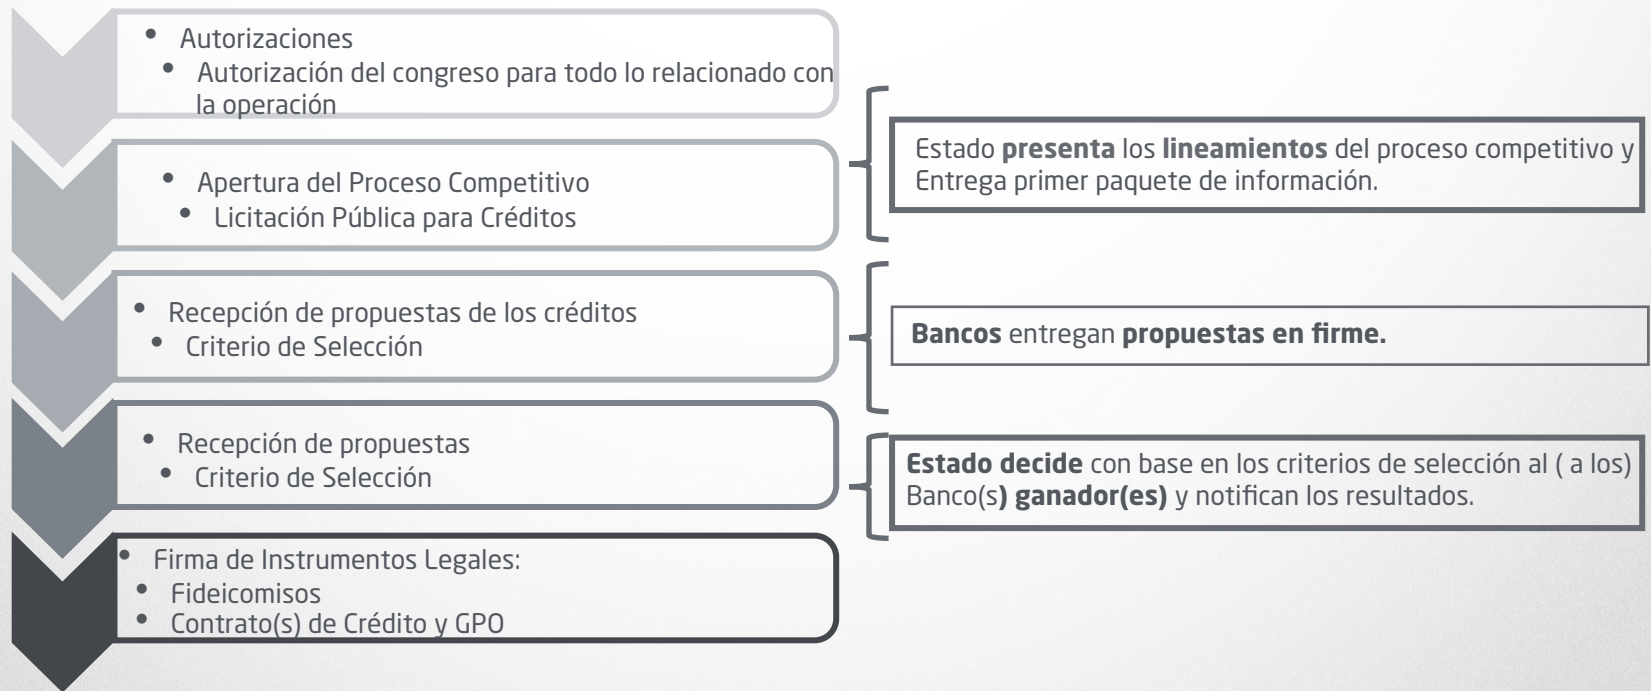 • Autorizaciones
• Autorización del congreso para todo lo relacionado con
la operación
Estado presenta los lineamientos del proceso competitivo y
Entrega primer paquete de información.
• Apertura del Proceso Competitivo
• Licitación Pública para Créditos
• Recepción de propuestas de los créditos
• Criterio de Selección
Bancos entregan propuestas en firme.
• Recepción de propuestas
• Criterio de Selección
Estado decide con base en los criterios de selección al ( a los)
Banco(s) ganador(es) y notifican los resultados.
• Firma de Instrumentos Legales:
• Fideicomisos
• Contrato(s) de Crédito y GPO